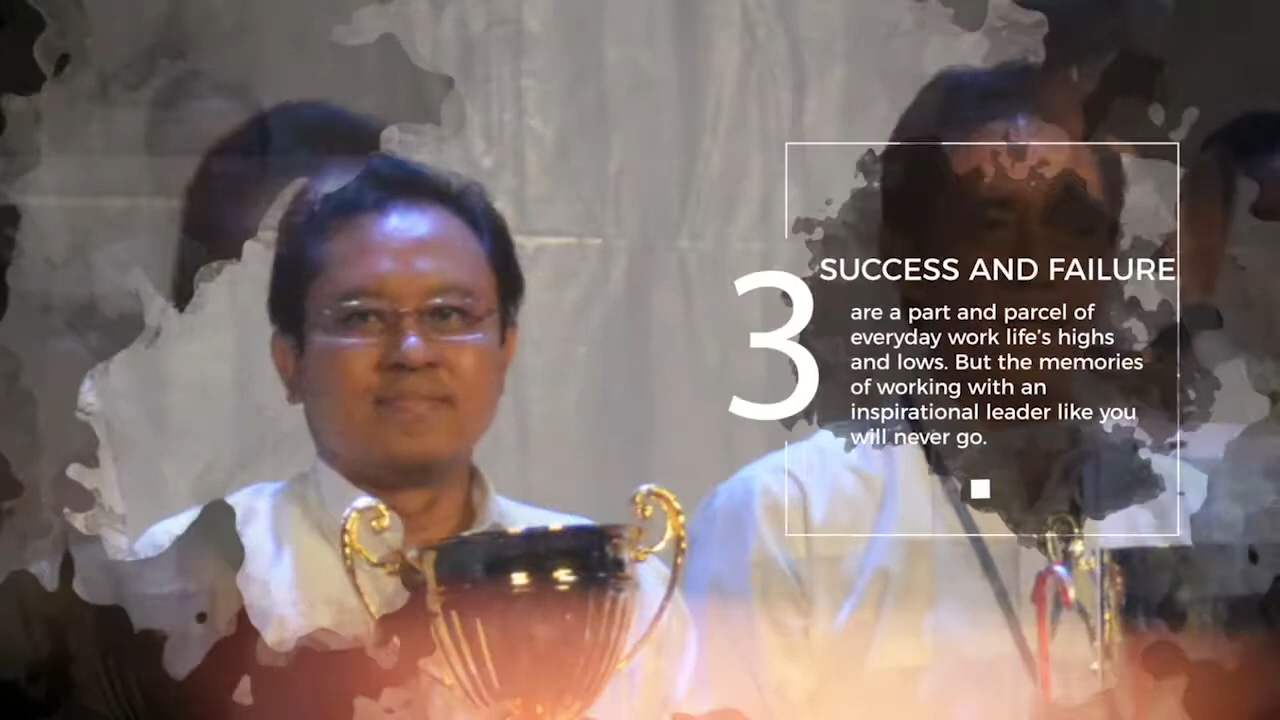 3
SUCCESS AND FAILURE
are a part and parcel of
everyday work life's highs
and lows. But the memories
of working with an
inspirational leader like you
will never go.